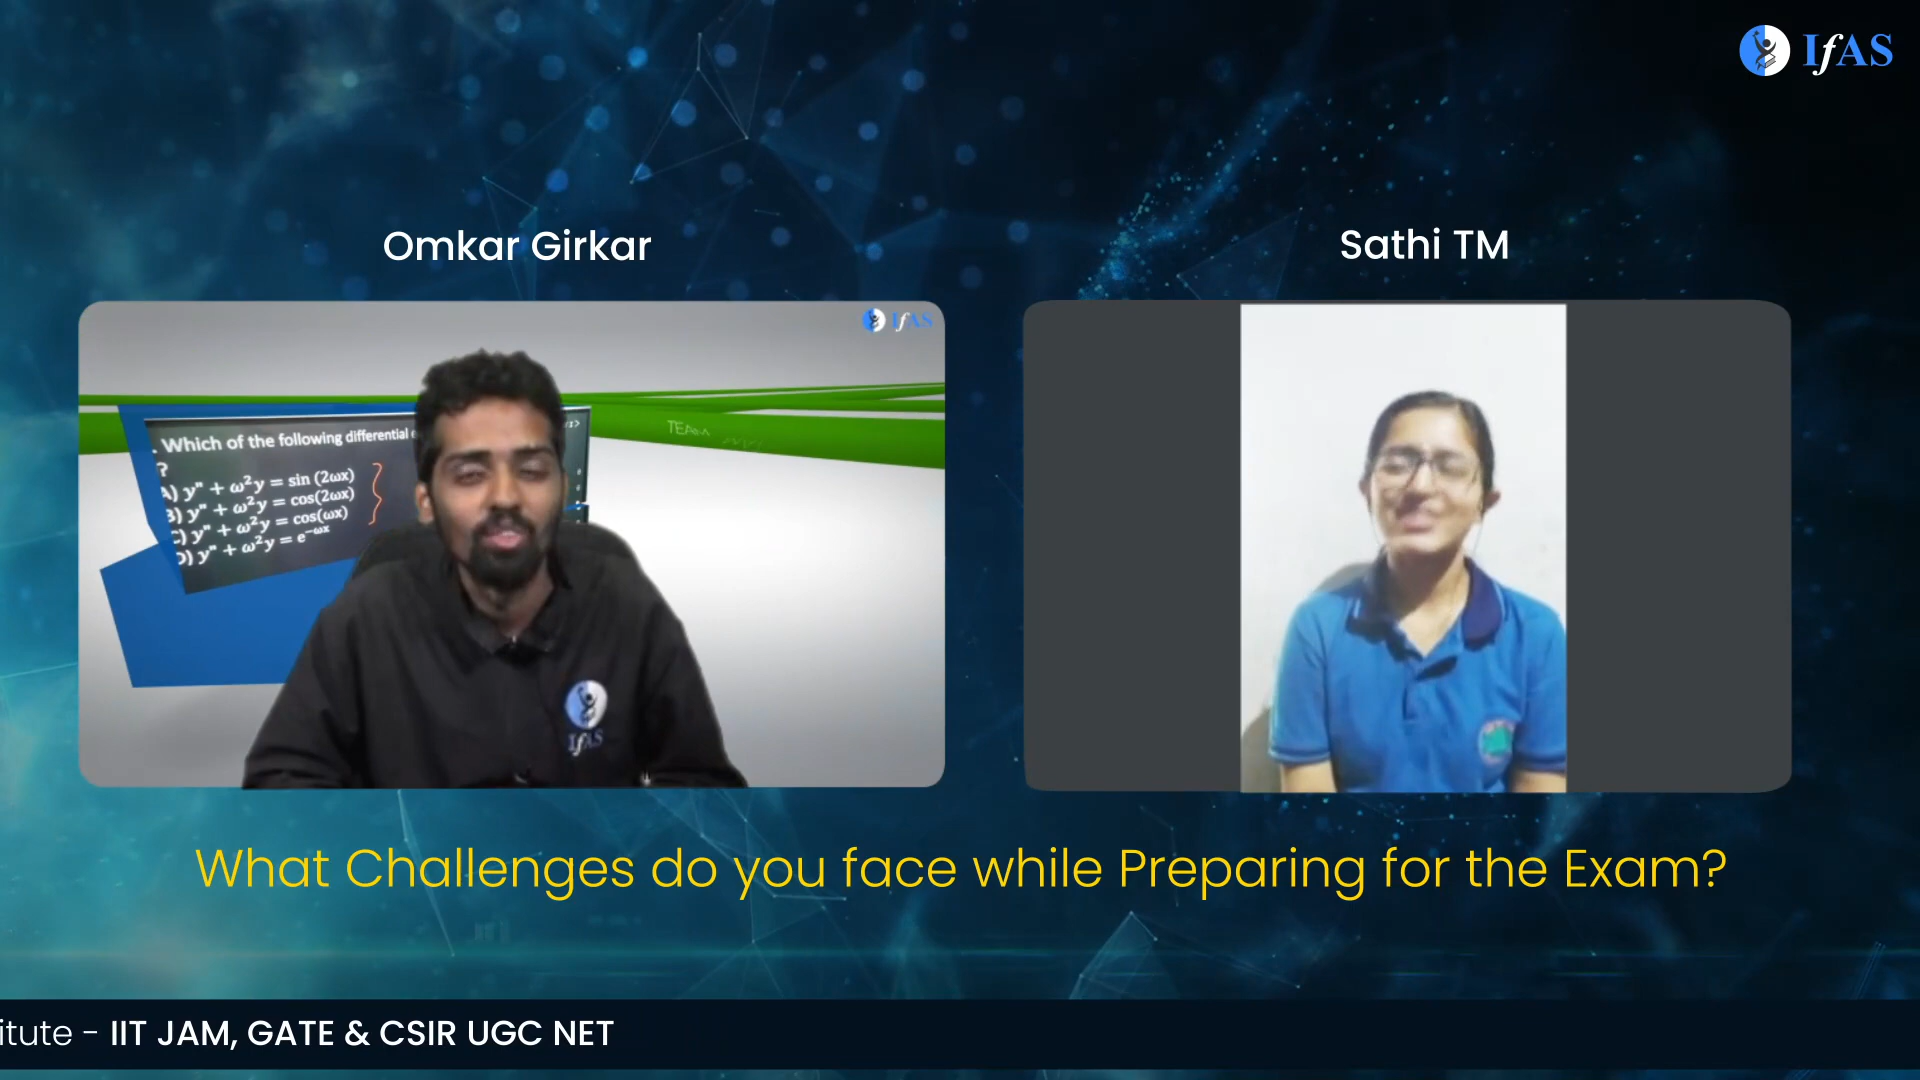 IfAS
Omkar Girkar
Sathi TM
IfAS
Which of the following differential
?
A) y" + ω²y = sin (2ωx)
B) y" + ω²y = cos(2ωx)
C) y" + ω²y = cos(ωx)
D) y" + ω²y = e^{-ωx}
IfAS
What Challenges do you face while Preparing for the Exam?
itute - IIT JAM, GATE & CSIR UGC NET